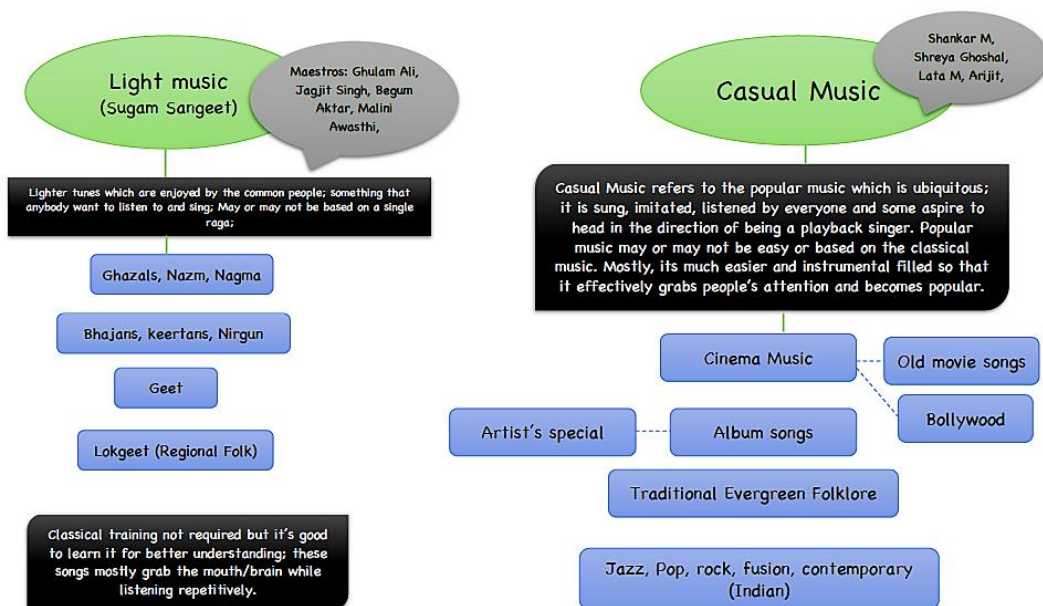 Light music
(Sugam Sangeet)
Maestros: Ghulam Ali,
Jagjit Singh, Begum
Aktar, Malini
Awasthi,
Lighter tunes which are enjoyed by the common people; something that
anybody want to listen to and sing; May or may not be based on a single
raga;
Ghazals, Nazm, Nagma
Bhajans, keertans, Nirgun
Geet
Lokgeet (Regional Folk)
Classical training not required but it's good
to learn it for better understanding; these
songs mostly grab the mouth/brain while
listening repetitively.
Casual Music
Shankar M,
Shreya Ghoshal,
Lata M, Arijit,
Casual Music refers to the popular music which is ubiquitous;
it is sung, imitated, listened by everyone and some aspire to
head in the direction of being a playback singer. Popular
music may or may not be easy or based on the classical
music. Mostly, its much easier and instrumental filled so that
it effectively grabs people's attention and becomes popular.
Cinema Music
Old movie songs
Bollywood
Artist's special
Album songs
Traditional Evergreen Folklore
Jazz, Pop, rock, fusion, contemporary
(Indian)